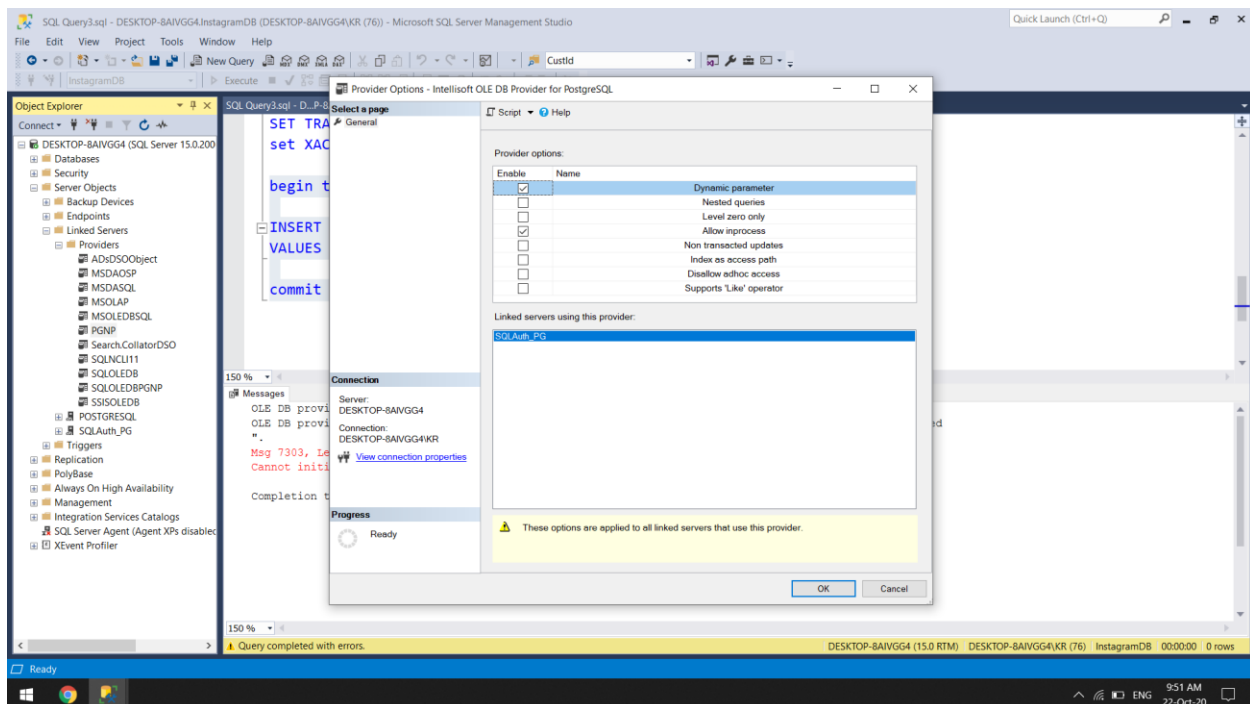 SQL Query3.sql - DESKTOP-8AIVGG4.InstagramDB (DESKTOP-8AIVGG4\KR (76)) - Microsoft SQL Server Management Studio
Quick Launch (Ctrl+Q)
File Edit View Project Tools Window Help
New Query
CustId
InstagramDB
Execute
Object Explorer
Connect
DESKTOP-8AIVGG4 (SQL Server 15.0.200
Databases
Security
Server Objects
Backup Devices
Endpoints
Linked Servers
Providers
ADsDSOObject
MSDAOSP
MSDASQL
MSOLAP
MSOLEDBSQL
PGNP
Search.CollatorDSO
SQLNCLI11
SQLOLEDB
SQLOLEDBPGNP
SSISOLEDB
POSTGRESQL
SQLAuth_PG
Triggers
Replication
PolyBase
Always On High Availability
Management
Integration Services Catalogs
SQL Server Agent (Agent XPs disabled
XEvent Profiler
SQL Query3.sql - D...P-8
SET TRA
set XAC
begin t
INSERT
VALUES
commit
150 %
Messages
OLE DB provi
OLE DB provi
ed
".
Msg 7303, Le
Cannot initi
Completion t
150 %
Provider Options - Intellisoft OLE DB Provider for PostgreSQL
Select a page
General
Script Help
Provider options:
Enable Name
Dynamic parameter
Nested queries
Level zero only
Allow inprocess
Non transacted updates
Index as access path
Disallow adhoc access
Supports 'Like' operator
Linked servers using this provider:
SQLAuth_PG
Connection
Server:
DESKTOP-8AIVGG4
Connection:
DESKTOP-8AIVGG4\KR
View connection properties
Progress
Ready
These options are applied to all linked servers that use this provider.
OK Cancel
Query completed with errors.
DESKTOP-8AIVGG4 (15.0 RTM) DESKTOP-8AIVGG4\KR (76) InstagramDB 00:00:00 0 rows
Ready
ENG
9:51 AM
22-Oct-20